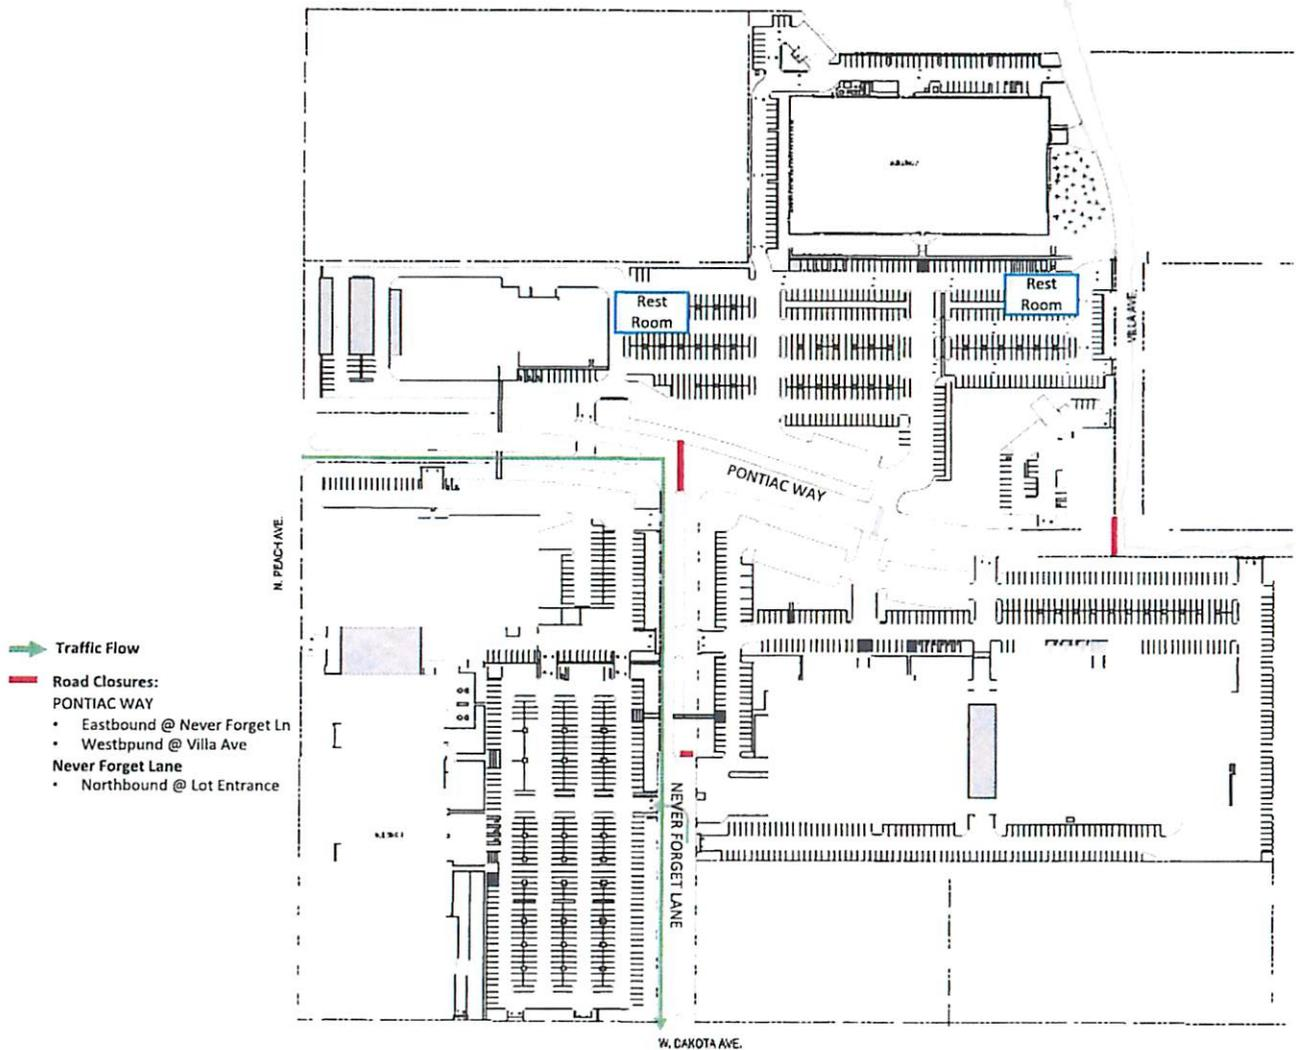 Rest
Room
Rest
Room
VILLA AVE.
PONTIAC WAY
N. PEACH AVE.
Traffic Flow
Road Closures:
PONTIAC WAY
• Eastbound @ Never Forget Ln
• Westbpund @ Villa Ave
Never Forget Lane
• Northbound @ Lot Entrance
NEVER FORGET LANE
W. DAKOTA AVE.